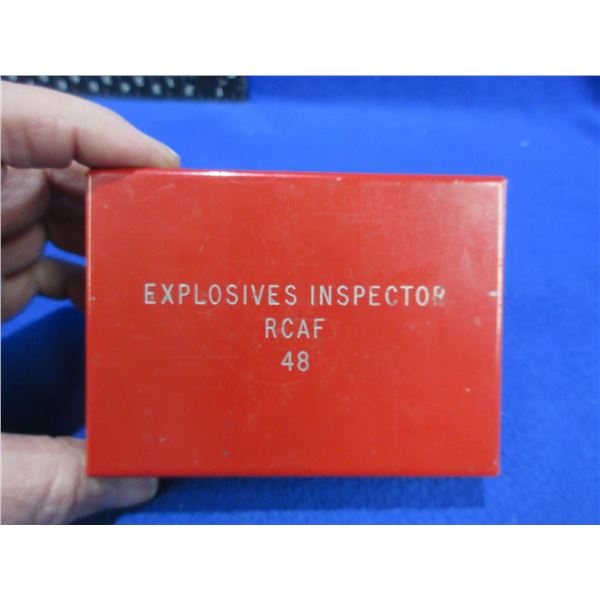 EXPLOSIVES INSPECTOR
RCAF
48